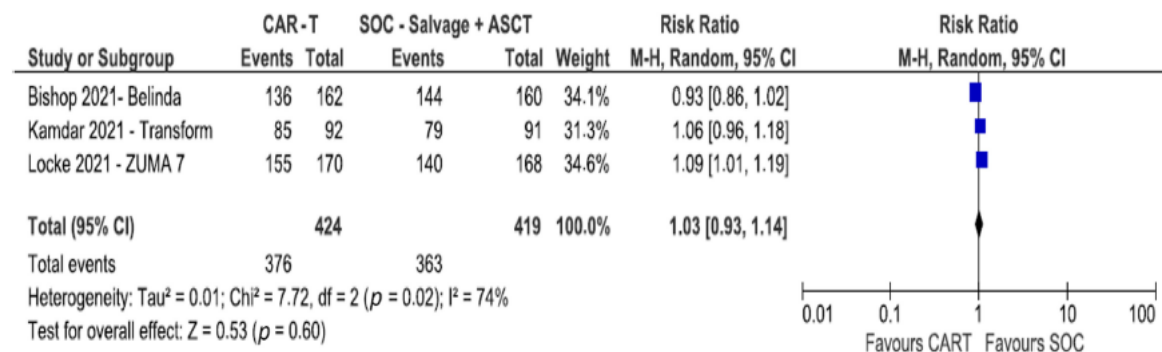 CAR-T SOC - Salvage + ASCT Risk Ratio Risk Ratio
Study or Subgroup Events Total Events Total Weight M-H, Random, 95% CI M-H, Random, 95% CI
Bishop 2021- Belinda 136 162 144 160 34.1% 0.93 [0.86, 1.02]
Kamdar 2021 - Transform 85 92 79 91 31.3% 1.06 [0.96, 1.18]
Locke 2021 - ZUMA 7 155 170 140 168 34.6% 1.09 [1.01, 1.19]
Total (95% CI) 424 419 100.0% 1.03 [0.93, 1.14]
Total events 376 363
Heterogeneity: Tau² = 0.01; Chi² = 7.72, df = 2 (p = 0.02); I² = 74%
Test for overall effect: Z = 0.53 (p = 0.60)
0.01 0.1 1 10 100
Favours CART Favours SOC